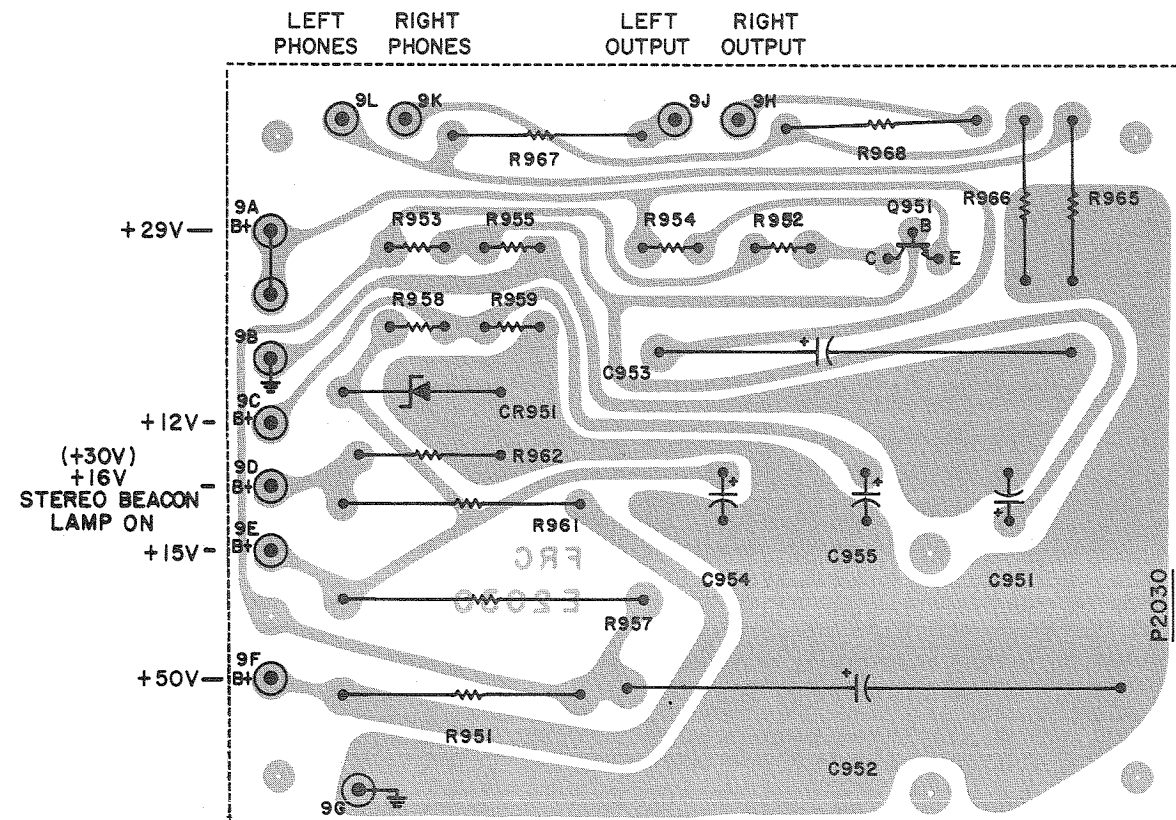 LEFT PHONES
RIGHT PHONES
LEFT OUTPUT
RIGHT OUTPUT
9L
9K
9J
9H
R967
R968
R966
R965
9A
B+
+29V
R953
R955
R954
R952
Q951
B
C
E
R958
R959
9B
C953
9C
B+
+12V
CR951
(+30V)
+16V
STEREO BEACON
LAMP ON
9D
B+
R962
R961
9E
B+
+15V
FRC
E2030
C954
C955
C951
R957
P2030
9F
B+
+50V
R951
C952
9G